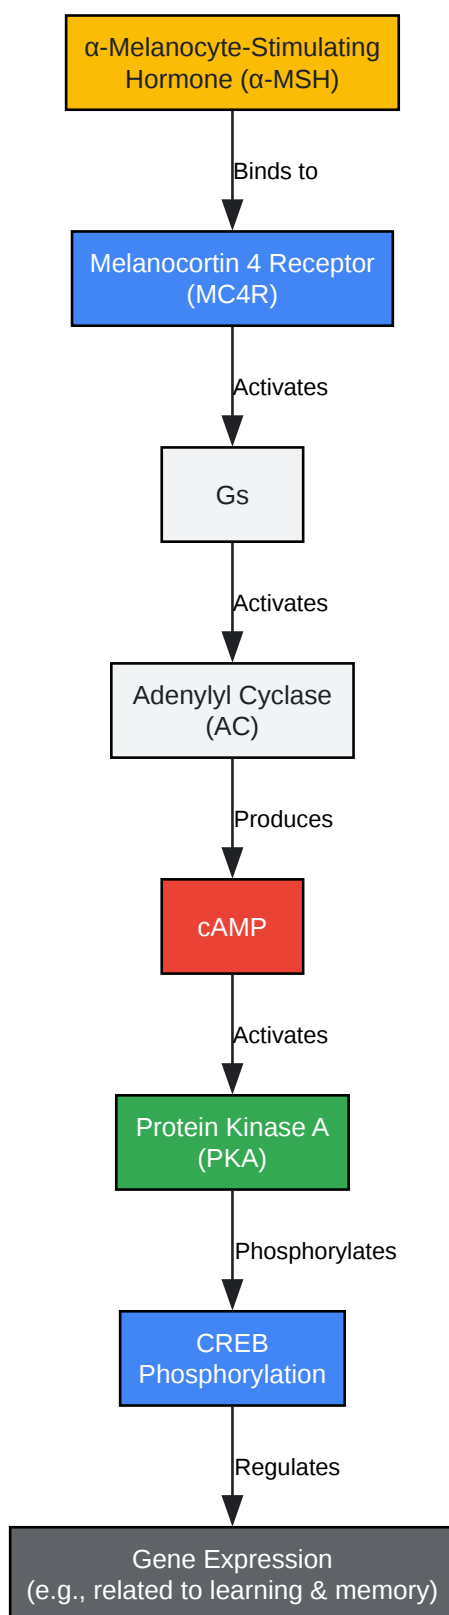 α-Melanocyte-Stimulating
Hormone (α-MSH)
Binds to
Melanocortin 4 Receptor
(MC4R)
Activates
Gs
Activates
Adenylyl Cyclase
(AC)
Produces
cAMP
Activates
Protein Kinase A
(PKA)
Phosphorylates
CREB
Phosphorylation
Regulates
Gene Expression
(e.g., related to learning & memory)